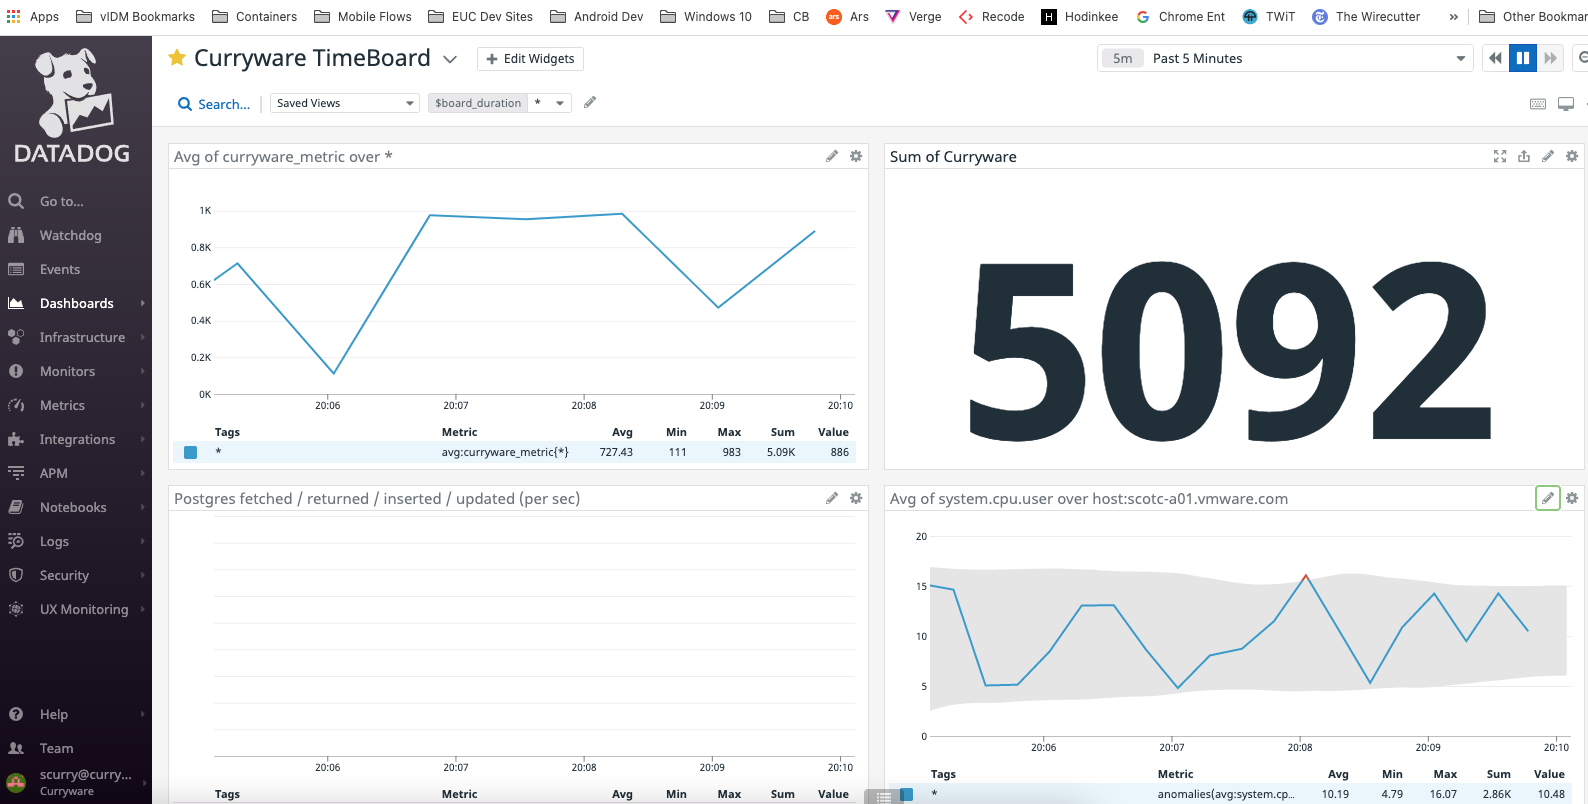 Apps vIDM Bookmarks Containers Mobile Flows EUC Dev Sites Android Dev Windows 10 CB ars Ars Verge Recode H Hodinkee G Chrome Ent TWiT The Wirecutter » Other Bookmar
DATADOG
Go to...
Watchdog
Events
Dashboards
Infrastructure
Monitors
Metrics
Integrations
APM
Notebooks
Logs
Security
UX Monitoring
Help
Team
scurry@curry...
Curryware
Curryware TimeBoard + Edit Widgets 5m Past 5 Minutes
Search... Saved Views $board_duration *
Avg of curryware_metric over *
1K
0.8K
0.6K
0.4K
0.2K
0K
20:06 20:07 20:08 20:09 20:10
Tags Metric Avg Min Max Sum Value
* avg:curryware_metric{*} 727.43 111 983 5.09K 886
Sum of Curryware
5092
Postgres fetched / returned / inserted / updated (per sec)
20:06 20:07 20:08 20:09 20:10
Tags Metric Avg Min Max Sum Value
Avg of system.cpu.user over host:scotc-a01.vmware.com
20
15
10
5
0
20:06 20:07 20:08 20:09 20:10
Tags Metric Avg Min Max Sum Value
* anomalies(avg:system.cp... 10.19 4.79 16.07 2.86K 10.48